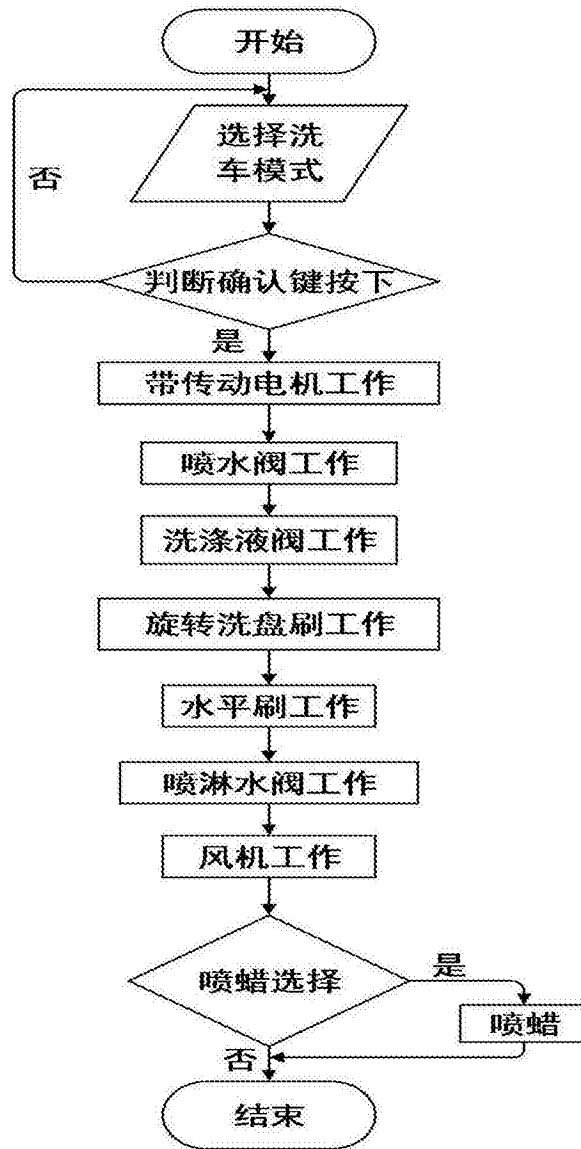 开始
选择洗
车模式
否
判断确认键按下
是
带传动电机工作
喷水阀工作
洗涤液阀工作
旋转洗盘刷工作
水平刷工作
喷淋水阀工作
风机工作
喷蜡选择
是
喷蜡
否
结束